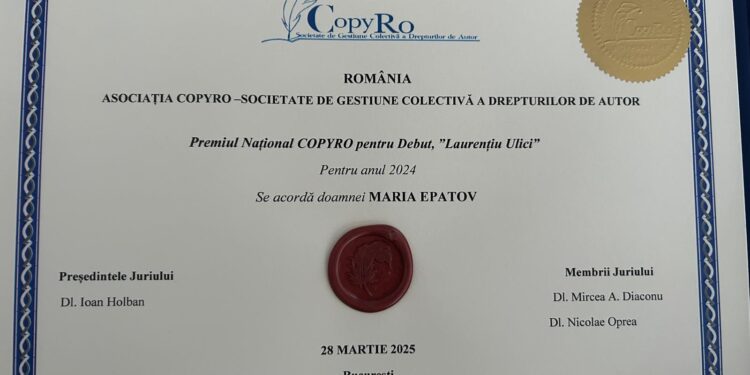 CopyRo
Societate de Gestiune Colectivă a Drepturilor de Autor
ROMÂNIA
ASOCIAȚIA COPYRO –SOCIETATE DE GESTIUNE COLECTIVĂ A DREPTURILOR DE AUTOR
Premiul Național COPYRO pentru Debut, ”Laurențiu Ulici”
Pentru anul 2024
Se acordă doamnei MARIA EPATOV
Președintele Juriului
Dl. Ioan Holban
Membrii Juriului
Dl. Mircea A. Diaconu
Dl. Nicolae Oprea
28 MARTIE 2025
București